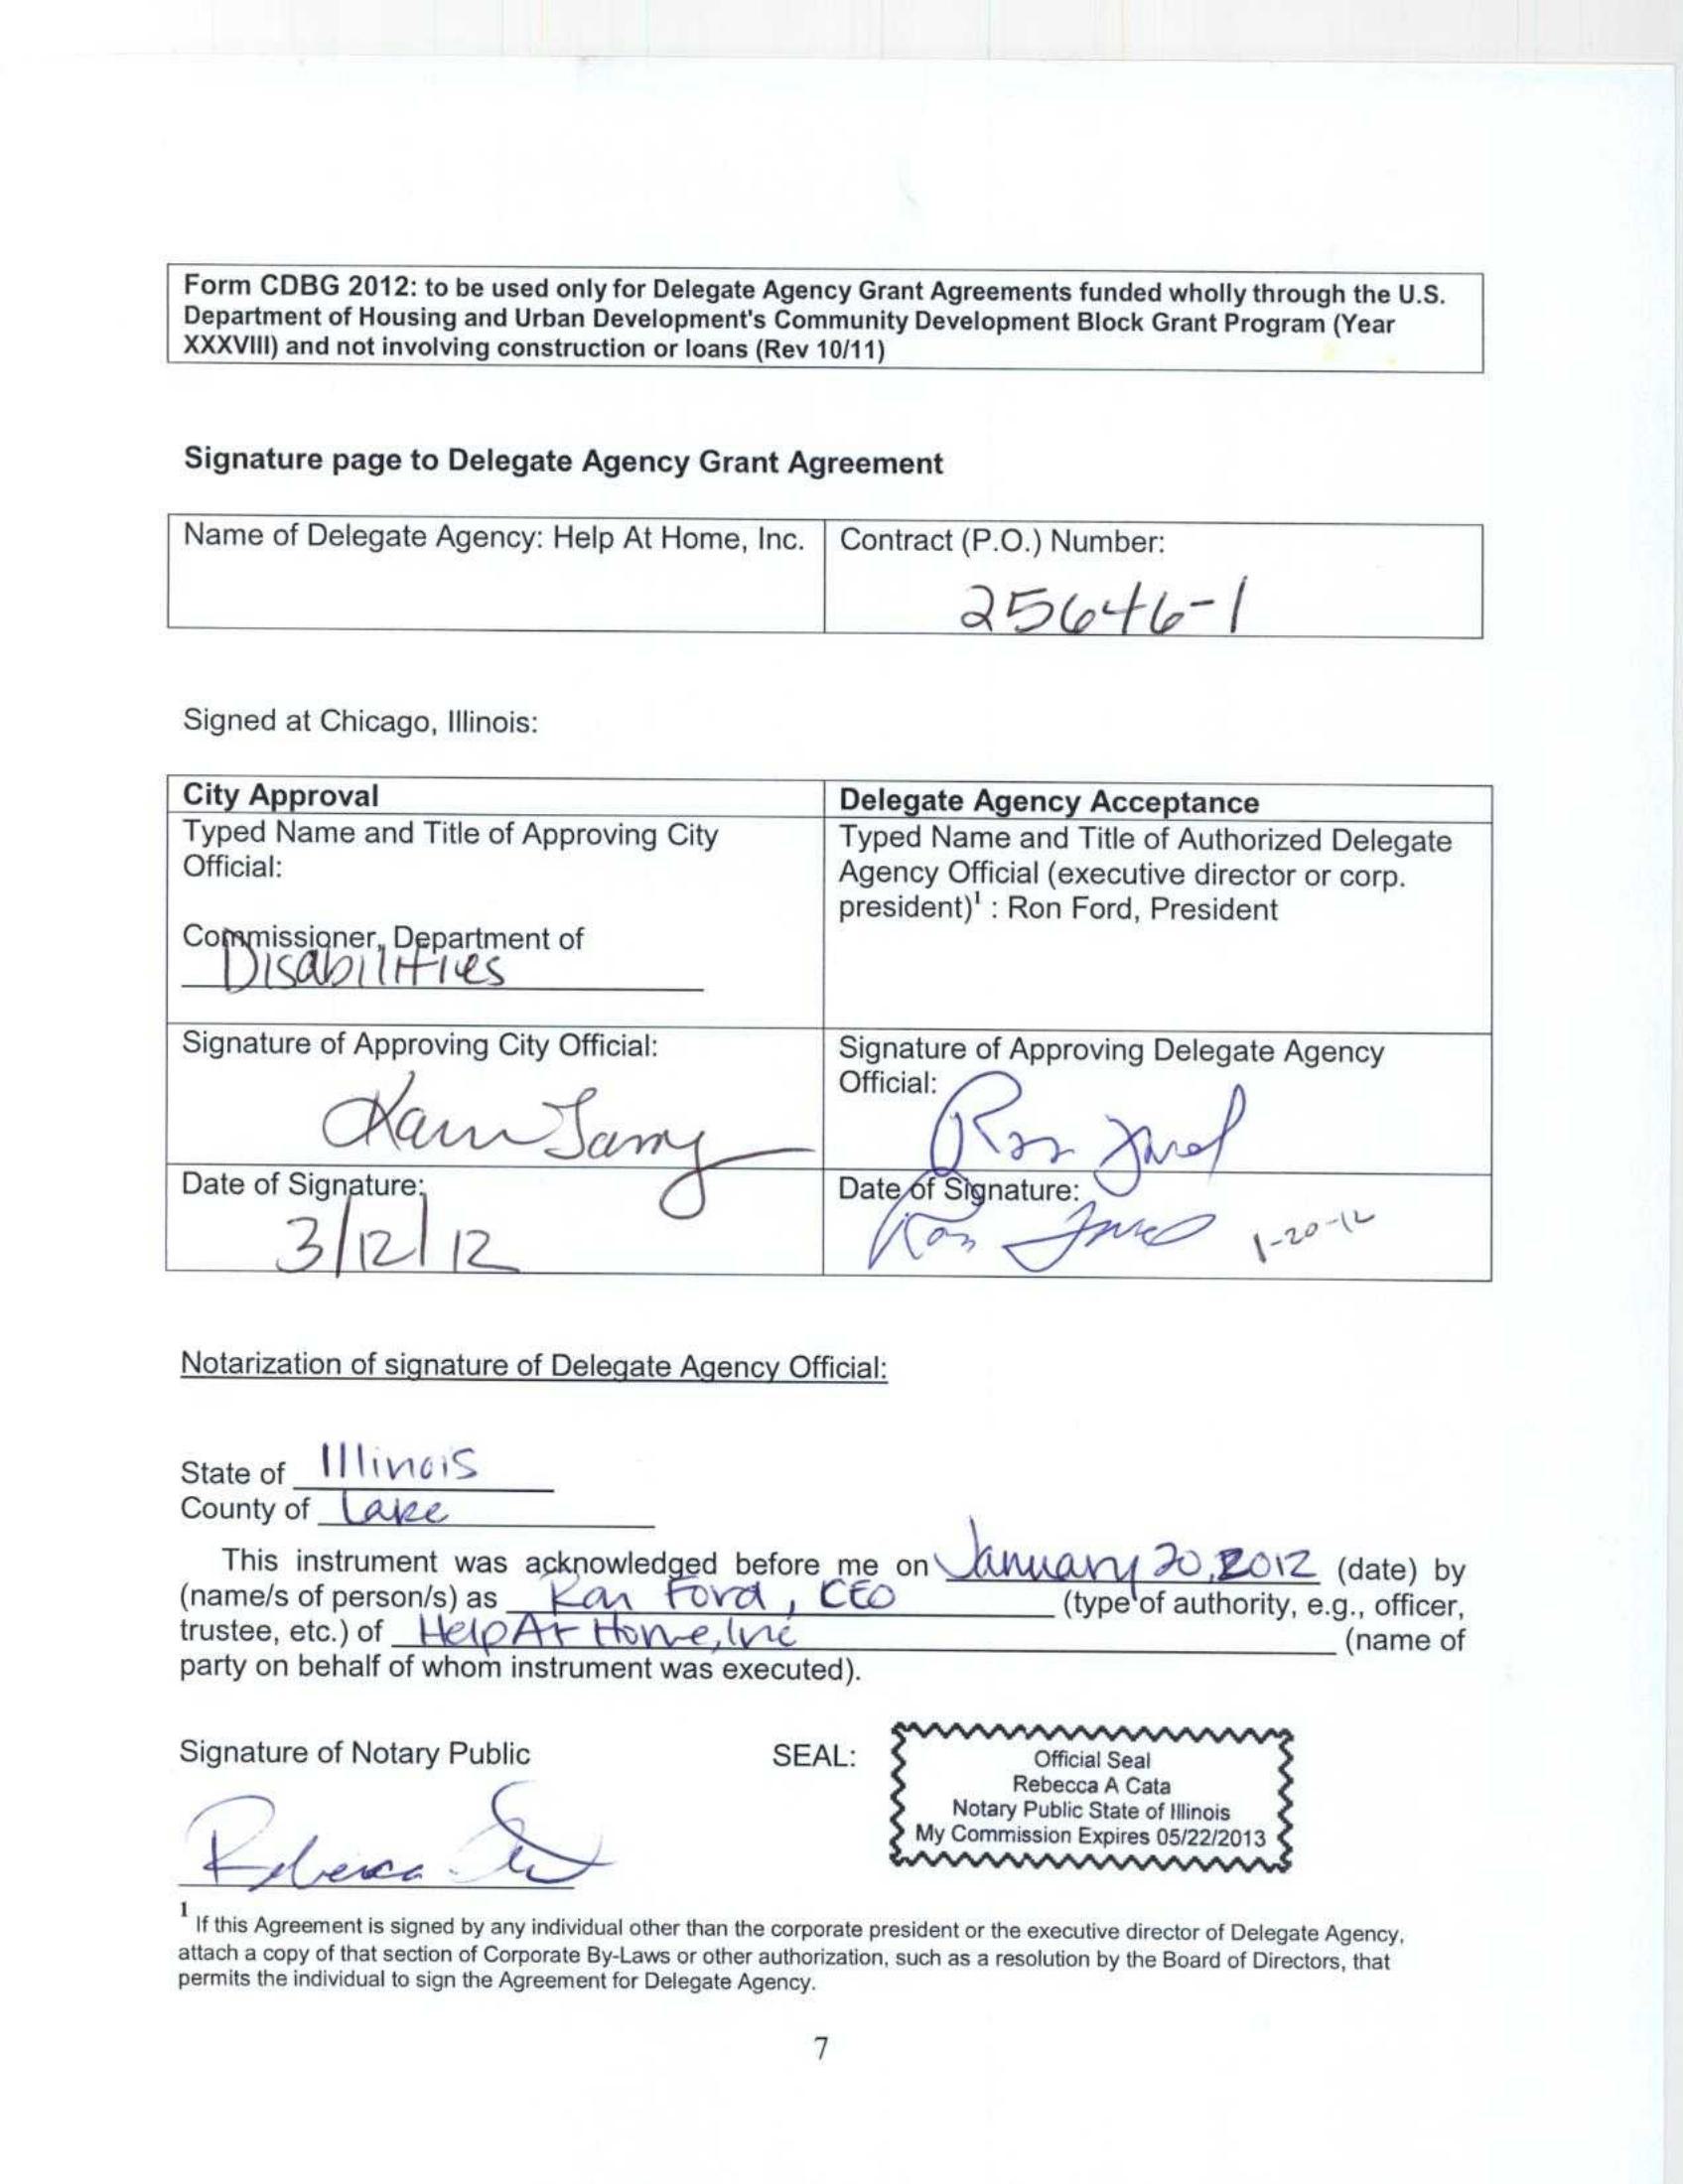 Form CDBG 2012: to be used only for Delegate Agency Grant Agreements funded wholly through the U.S.
Department of Housing and Urban Development's Community Development Block Grant Program (Year
XXXVIII) and not involving construction or loans (Rev 10/11)
Signature page to Delegate Agency Grant Agreement
Name of Delegate Agency: Help At Home, Inc.
Contract (P.O.) Number:
25646-1
Signed at Chicago, Illinois:
City Approval
Typed Name and Title of Approving City
Official:
Commissioner, Department of
Disabilities
Delegate Agency Acceptance
Typed Name and Title of Authorized Delegate
Agency Official (executive director or corp.
president)¹ : Ron Ford, President
Signature of Approving City Official:
Signature of Approving Delegate Agency
Official:
Ron Ford
Date of Signature:
3/12/12
Date of Signature:
Ron Ford 1-20-12
Notarization of signature of Delegate Agency Official:
State of Illinois
County of Lake
This instrument was acknowledged before me on January 20, 2012 (date) by
(name/s of person/s) as Ron Ford, CEO (type of authority, e.g., officer,
trustee, etc.) of Help At Home, Inc (name of
party on behalf of whom instrument was executed).
Signature of Notary Public
SEAL:
Official Seal
Rebecca A Cata
Notary Public State of Illinois
My Commission Expires 05/22/2013
Rebecca
¹ If this Agreement is signed by any individual other than the corporate president or the executive director of Delegate Agency,
attach a copy of that section of Corporate By-Laws or other authorization, such as a resolution by the Board of Directors, that
permits the individual to sign the Agreement for Delegate Agency.
7